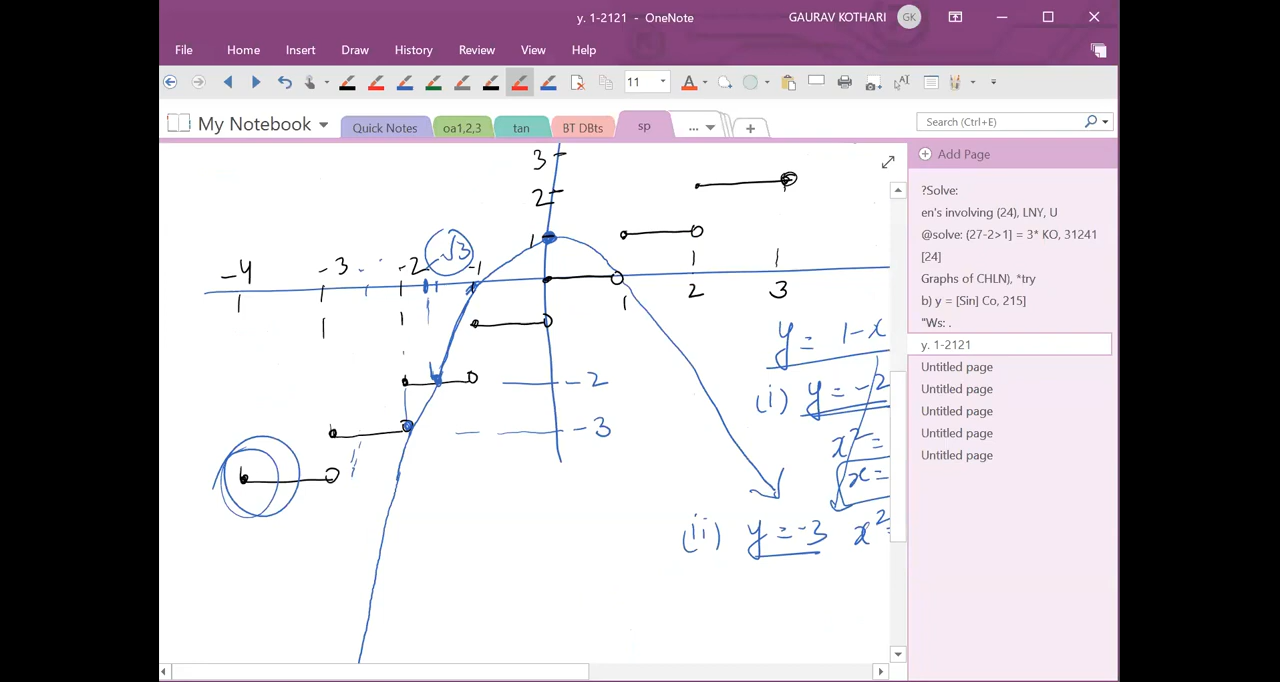 y. 1-2121 - OneNote
GAURAV KOTHARI
GK
File Home Insert Draw History Review View Help
11
My Notebook
Quick Notes
oa1,2,3
tan
BT DBts
sp
...
Search (Ctrl+E)
Add Page
?Solve:
en's involving (24), LNY, U
@solve: (27-2>1] = 3* KO, 31241
[24]
Graphs of CHLN), *try
b) y = [Sin] Co, 215]
"Ws: .
y. 1-2121
Untitled page
Untitled page
Untitled page
Untitled page
Untitled page
3
2
1
-4 -3 -2 -√3 -1
1 2 3
-2
-3
y = 1-x
(i) y = -2
x² =
x =
(ii) y = -3 x² =